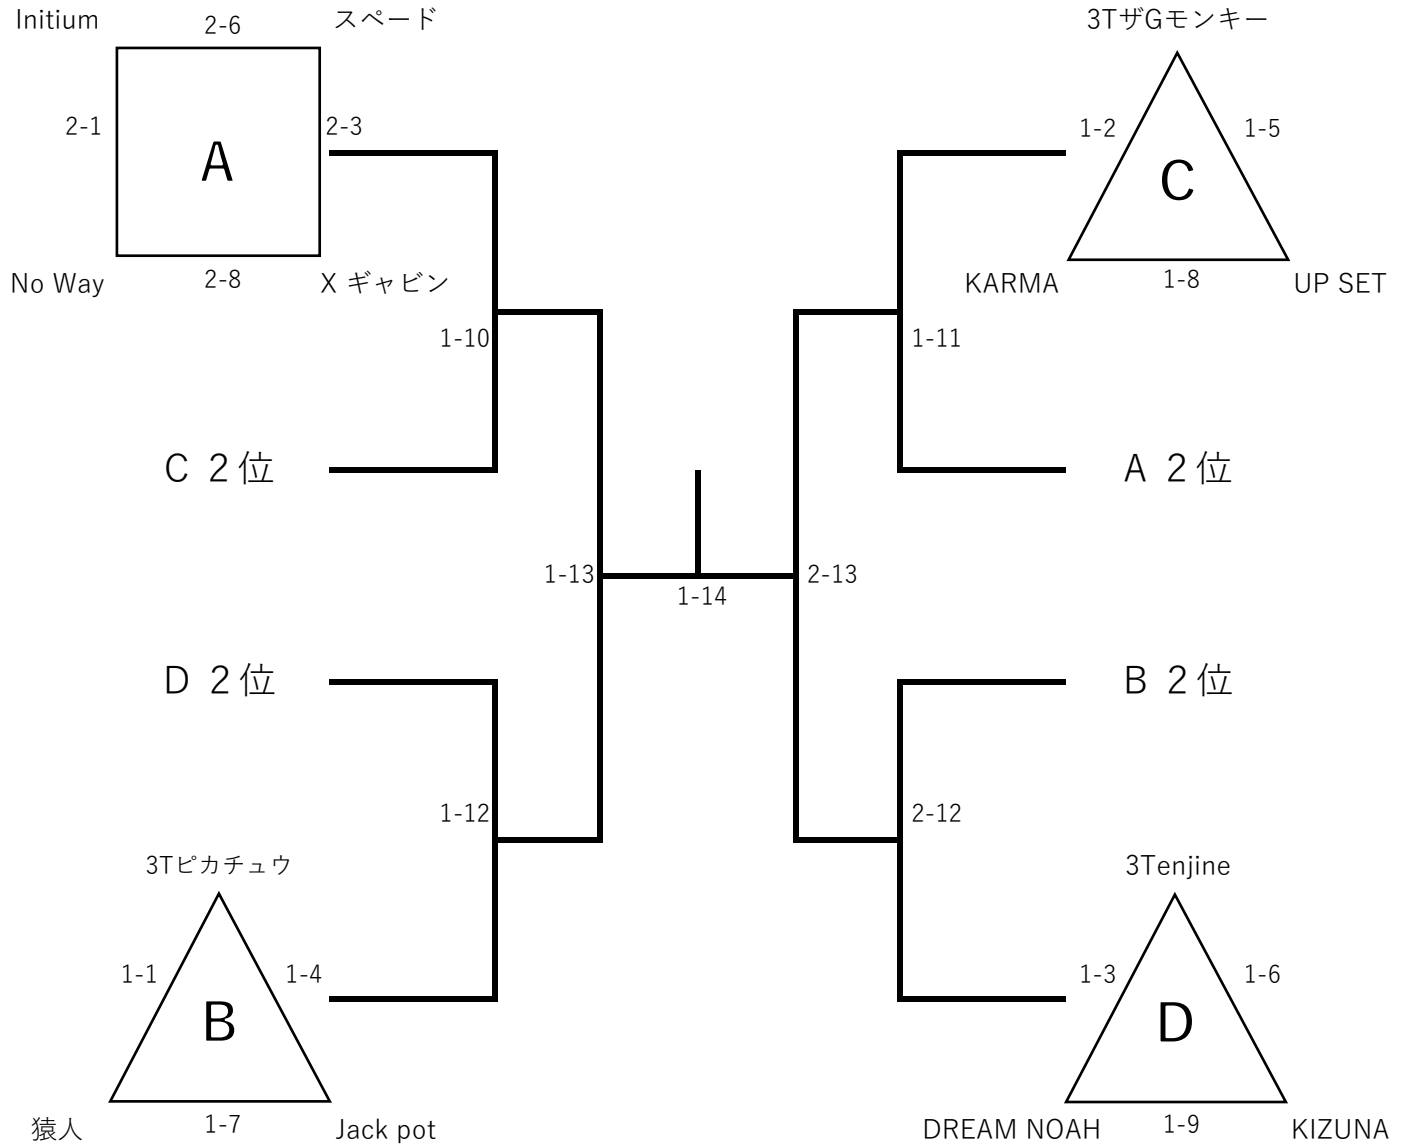 Initium
2-6
スペード
2-1
A
2-3
No Way
2-8
X ギャビン
3TザGモンキー
1-2
C
1-5
KARMA
1-8
UP SET
1-10
1-11
C 2位
A 2位
1-13
1-14
2-13
D 2位
B 2位
1-12
2-12
3Tピカチュウ
1-1
B
1-4
猿人
1-7
Jack pot
3Tenjine
1-3
D
1-6
DREAM NOAH
1-9
KIZUNA